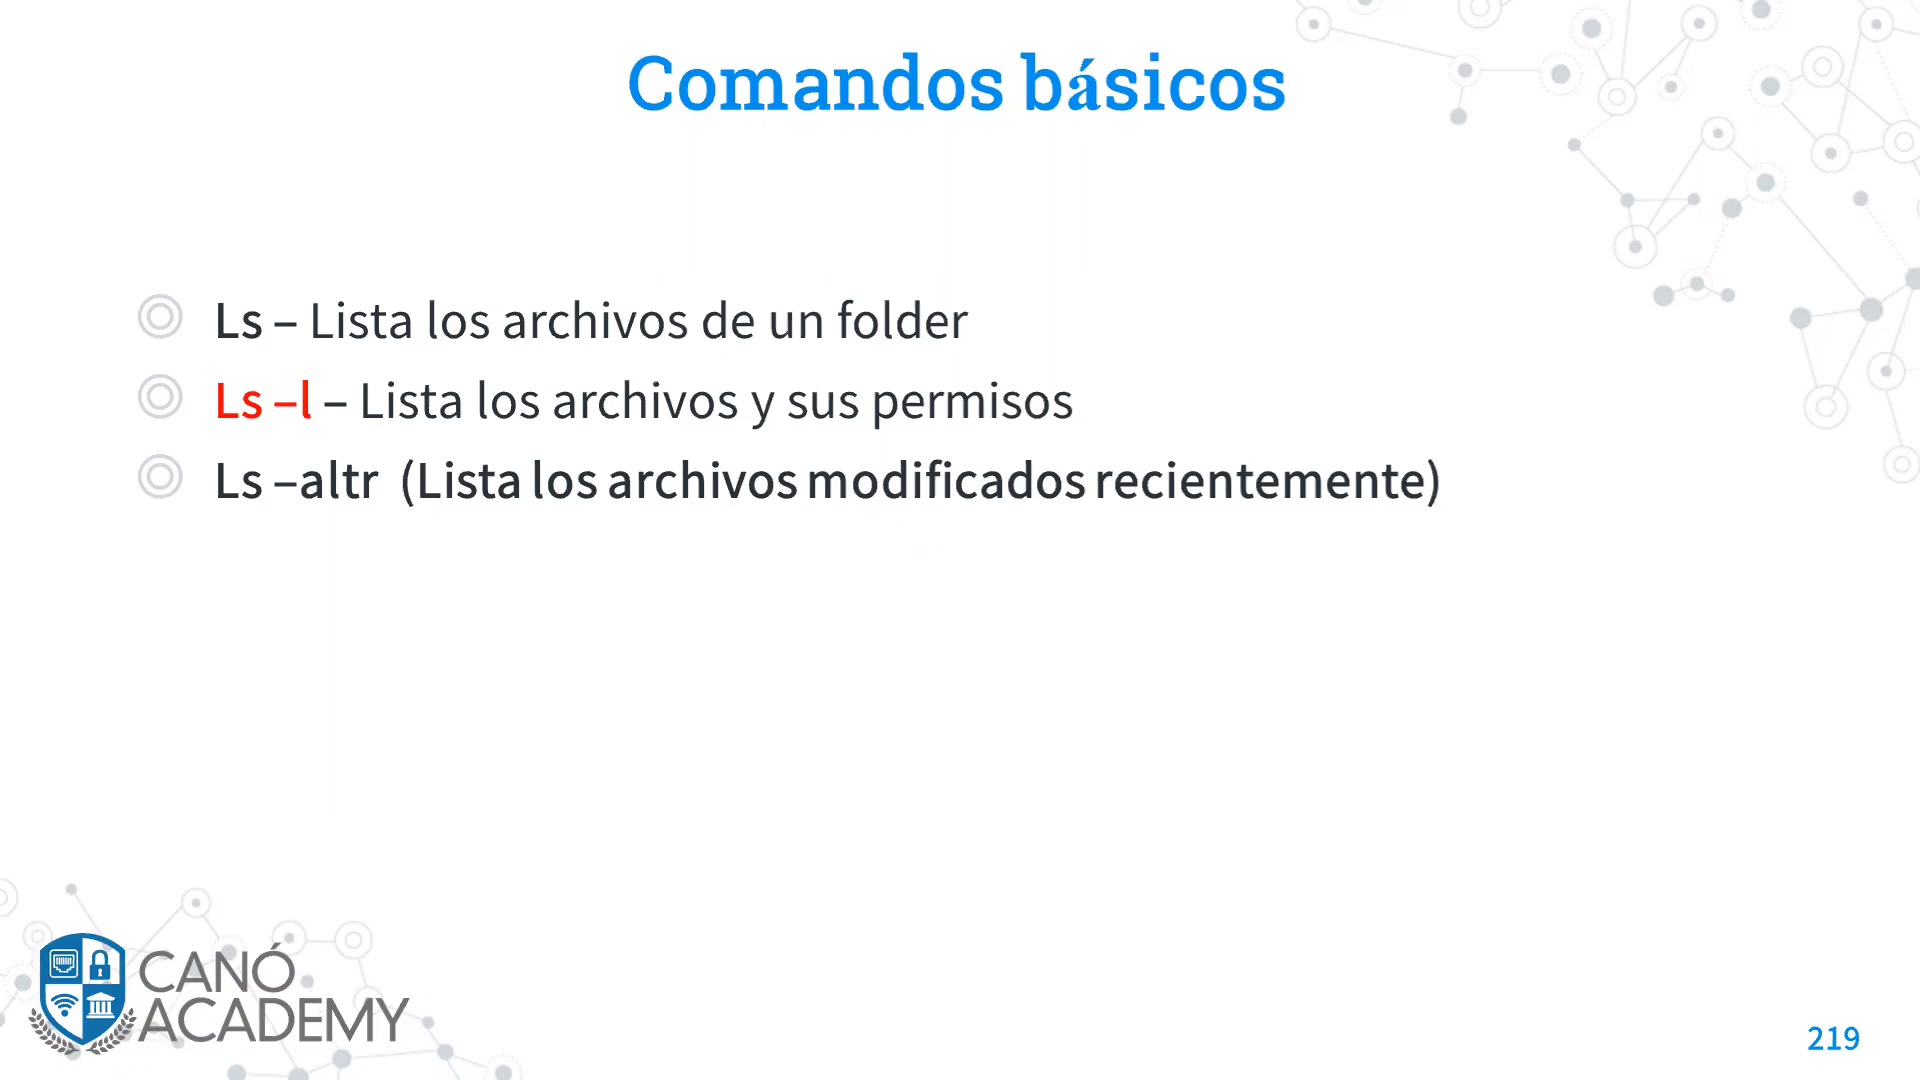 Comandos básicos
Ls – Lista los archivos de un folder
Ls –l – Lista los archivos y sus permisos
Ls –altr (Lista los archivos modificados recientemente)
CANÓ
ACADEMY
219